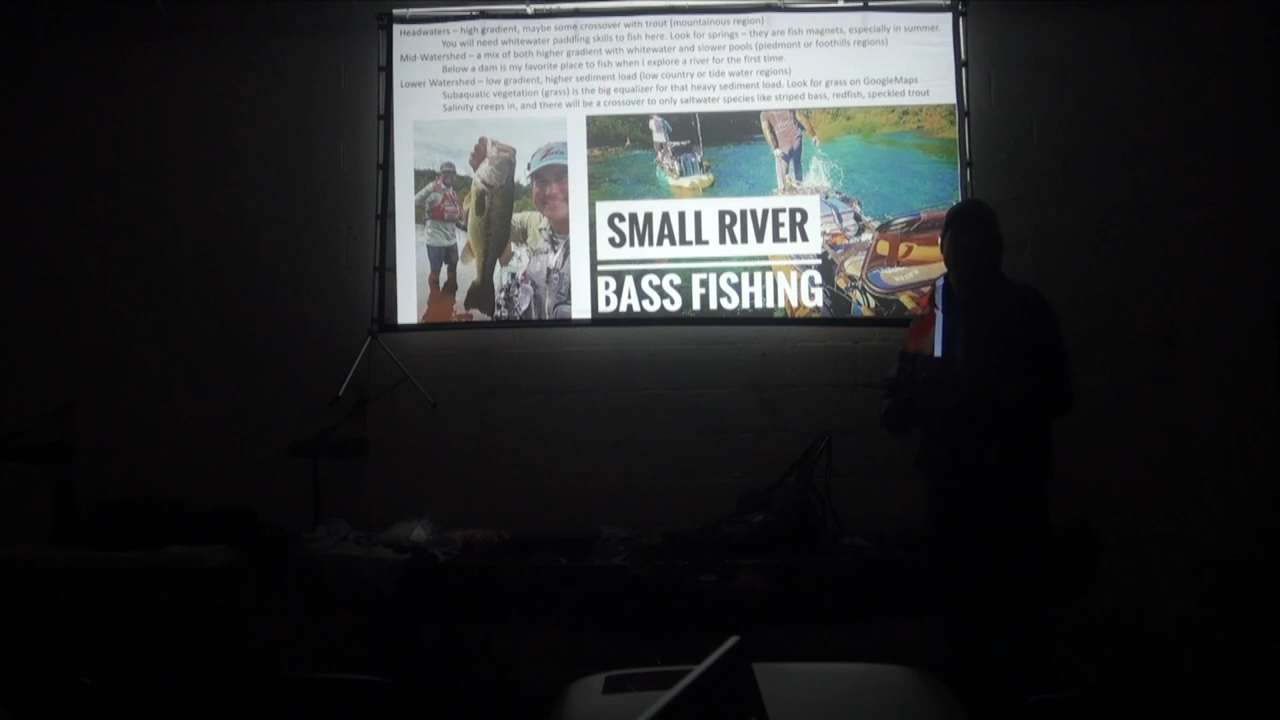 Headwaters – high gradient, maybe some crossover with trout (mountainous region)
You will need whitewater paddling skills to fish here. Look for springs – they are fish magnets, especially in summer.
Mid-Watershed – a mix of both higher gradient with whitewater and slower pools (piedmont or foothills regions)
Below a dam is my favorite place to fish when I explore a river for the first time.
Lower Watershed – low gradient, higher sediment load (low country or tide water regions)
Subaquatic vegetation (grass) is the big equalizer for that heavy sediment load. Look for grass on GoogleMaps
Salinity creeps in, and there will be a crossover to only saltwater species like striped bass, redfish, speckled trout
SMALL RIVER
BASS FISHING